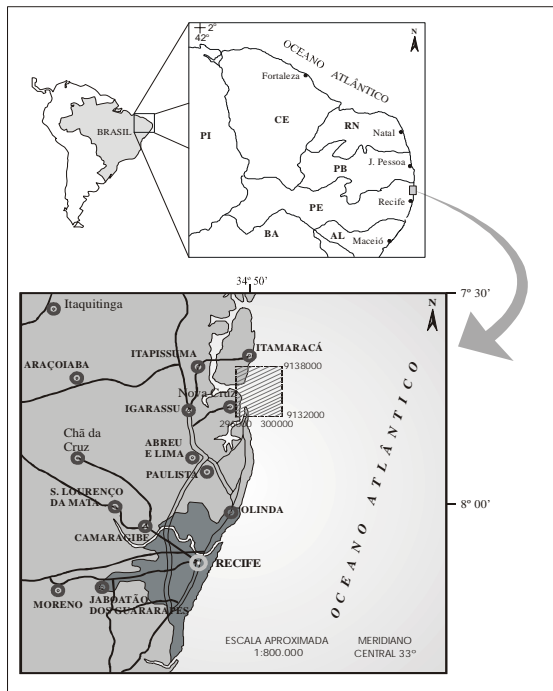 2°
42°
N
OCEANO ATLÂNTICO
Fortaleza
CE
RN
Natal
PI
BRASIL
PB
J. Pessoa
PE
Recife
BA
AL
Maceió
34° 50’
7° 30’
Itaquitinga
N
ITAPISSUMA
ITAMARACÁ
ARAÇOIABA
9138000
Nova Cruz
IGARASSU
9132000
300000
Chã da
Cruz
ABREU
E LIMA
PAULISTA
OCEANO ATLÂNTICO
S. LOURENÇO
DA MATA
OLINDA
8° 00’
CAMARAGIBE
RECIFE
MORENO
JABOATÃO
DOS GUARARAPES
ESCALA APROXIMADA
1:800.000
MERIDIANO
CENTRAL 33°